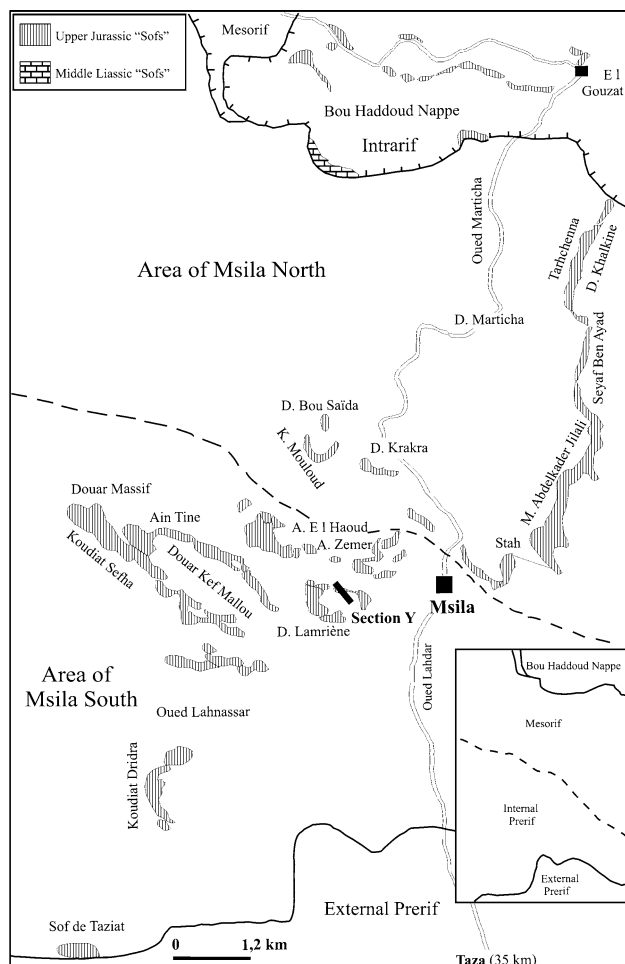 Upper Jurassic “Sofs”
Middle Liassic “Sofs”
Mesorif
E l
Gouzat
Bou Haddoud Nappe
Intrarif
Oued Marticha
Tarhchenna
D. Khalkine
Area of Msila North
D. Marticha
Seyaf Ben Ayad
D. Bou Saïda
K. Mouloud
D. Krakra
M. Abdelkader Jilali
Douar Massif
Ain Tine
A. E l Haoud
A. Zemer
Stah
Koudiat Sefha
Douar Kef Mallou
Msila
Section Y
D. Lamriène
Area of
Msila South
Oued Lahdar
Oued Lahnassar
Koudiat Dridra
Bou Haddoud Nappe
Mesorif
Internal
Prerif
External
Prerif
External Prerif
Sof de Taziat
0 1,2 km
Taza (35 km)